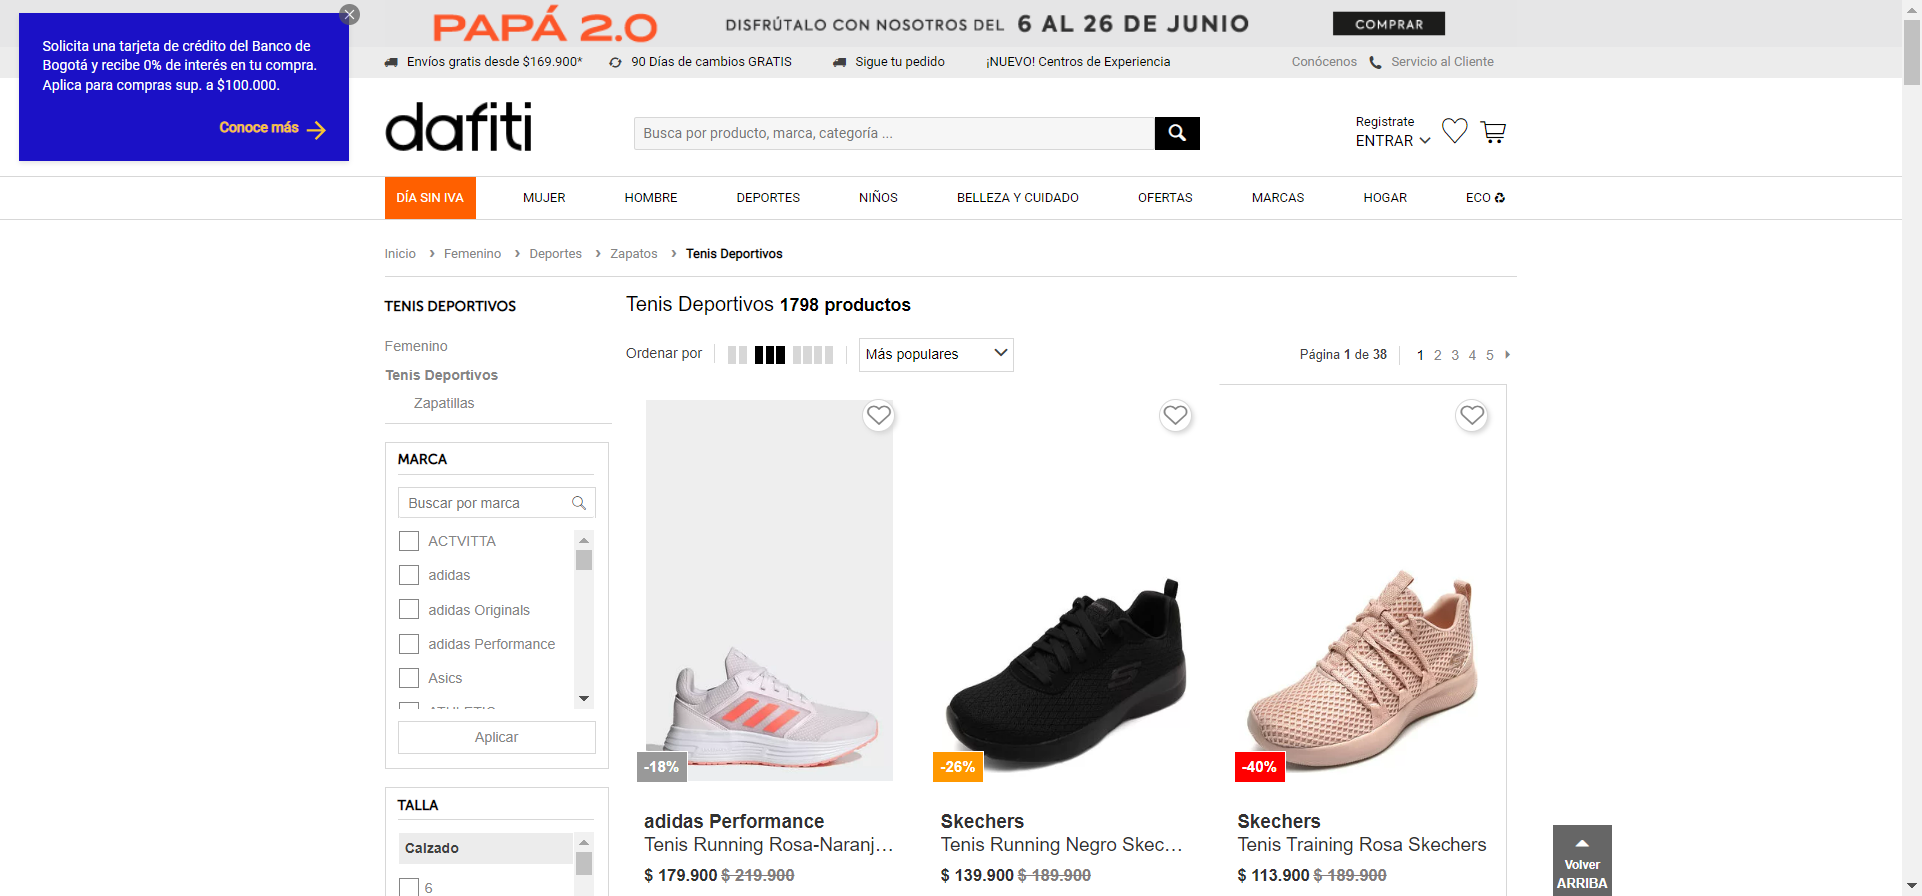 Solicita una tarjeta de crédito del Banco de
Bogotá y recibe 0% de interés en tu compra.
Aplica para compras sup. a $100.000.
Conoce más
PAPÁ 2.0
DISFRÚTALO CON NOSOTROS DEL 6 AL 26 DE JUNIO
COMPRAR
Envíos gratis desde $169.900*
90 Días de cambios GRATIS
Sigue tu pedido
¡NUEVO! Centros de Experiencia
Conócenos
Servicio al Cliente
dafiti
Busca por producto, marca, categoría ...
Registrate
ENTRAR
DÍA SIN IVA
MUJER
HOMBRE
DEPORTES
NIÑOS
BELLEZA Y CUIDADO
OFERTAS
MARCAS
HOGAR
ECO
Inicio › Femenino › Deportes › Zapatos › Tenis Deportivos
TENIS DEPORTIVOS
Femenino
Tenis Deportivos
Zapatillas
MARCA
Buscar por marca
ACTVITTA
adidas
adidas Originals
adidas Performance
Asics
Aplicar
TALLA
Calzado
6
Tenis Deportivos 1798 productos
Ordenar por
Más populares
Página 1 de 38
1 2 3 4 5
-18%
adidas Performance
Tenis Running Rosa-Naranj...
$ 179.900 $ 219.900
-26%
Skechers
Tenis Running Negro Skec...
$ 139.900 $ 189.900
-40%
Skechers
Tenis Training Rosa Skechers
$ 113.900 $ 189.900
Volver
ARRIBA